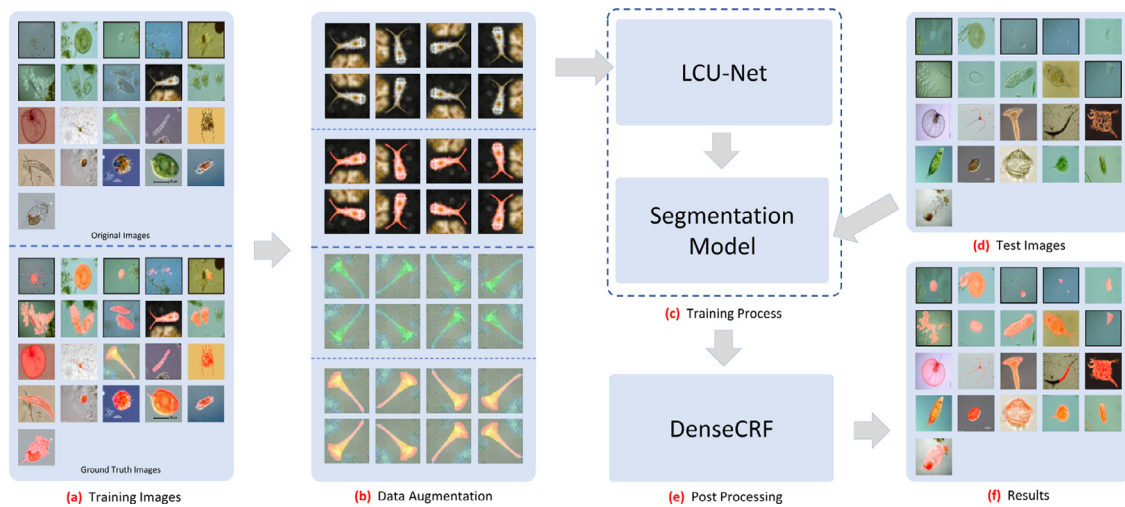 Original Images
Ground Truth Images
(a) Training Images
(b) Data Augmentation
LCU-Net
Segmentation
Model
(c) Training Process
DenseCRF
(e) Post Processing
(d) Test Images
(f) Results